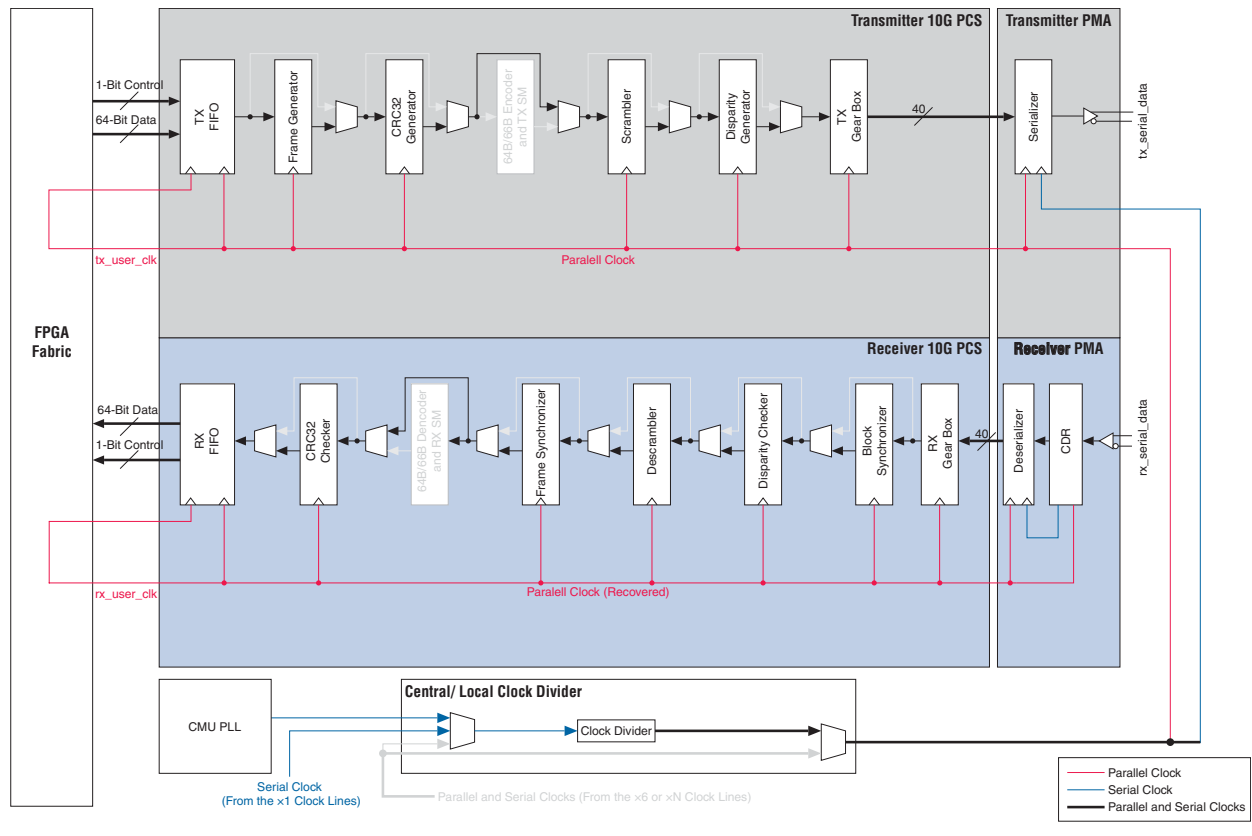 Transmitter 10G PCS
Transmitter PMA
1-Bit Control
64-Bit Data
TX
FIFO
Frame Generator
CRC32
Generator
64B/66B Encoder
and TX SM
Scrambler
Disparity
Generator
TX
Gear Box
40
Serializer
tx_serial_data
tx_user_clk
Paralell Clock
FPGA
Fabric
Receiver 10G PCS
Receiver PMA
64-Bit Data
1-Bit Control
RX
FIFO
CRC32
Checker
64B/66B Dencoder
and RX SM
Frame Synchronizer
Descrambler
Disparity Checker
Block
Synchronizer
RX
Gear Box
40
Deserializer
CDR
rx_serial_data
rx_user_clk
Paralell Clock (Recovered)
CMU PLL
Central/ Local Clock Divider
Clock Divider
Serial Clock
(From the ×1 Clock Lines)
Parallel and Serial Clocks (From the ×6 or ×N Clock Lines)
Parallel Clock
Serial Clock
Parallel and Serial Clocks